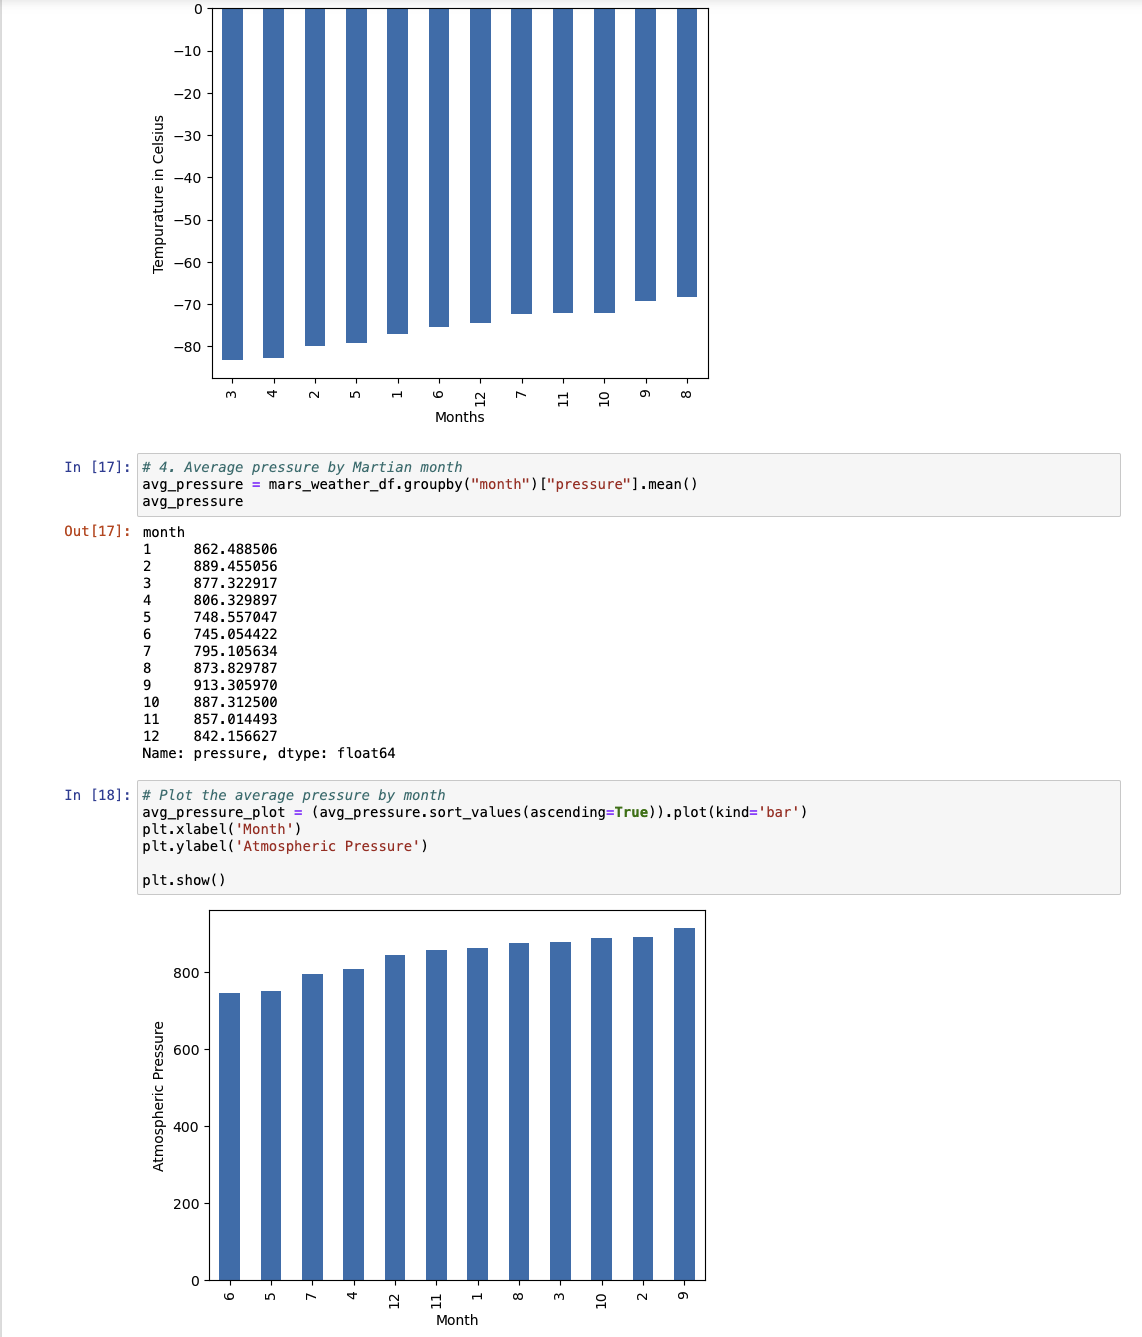 0
−10
−20
−30
−40
−50
−60
−70
−80
Tempurature in Celsius
3 4 2 5 1 6 12 7 11 10 9 8
Months
In [17]: # 4. Average pressure by Martian month
avg_pressure = mars_weather_df.groupby("month")["pressure"].mean()
avg_pressure
Out[17]: month
1 862.488506
2 889.455056
3 877.322917
4 806.329897
5 748.557047
6 745.054422
7 795.105634
8 873.829787
9 913.305970
10 887.312500
11 857.014493
12 842.156627
Name: pressure, dtype: float64
In [18]: # Plot the average pressure by month
avg_pressure_plot = (avg_pressure.sort_values(ascending=True)).plot(kind='bar')
plt.xlabel('Month')
plt.ylabel('Atmospheric Pressure')
plt.show()
800
600
400
200
0
Atmospheric Pressure
6 5 7 4 12 11 1 8 3 10 2 9
Month